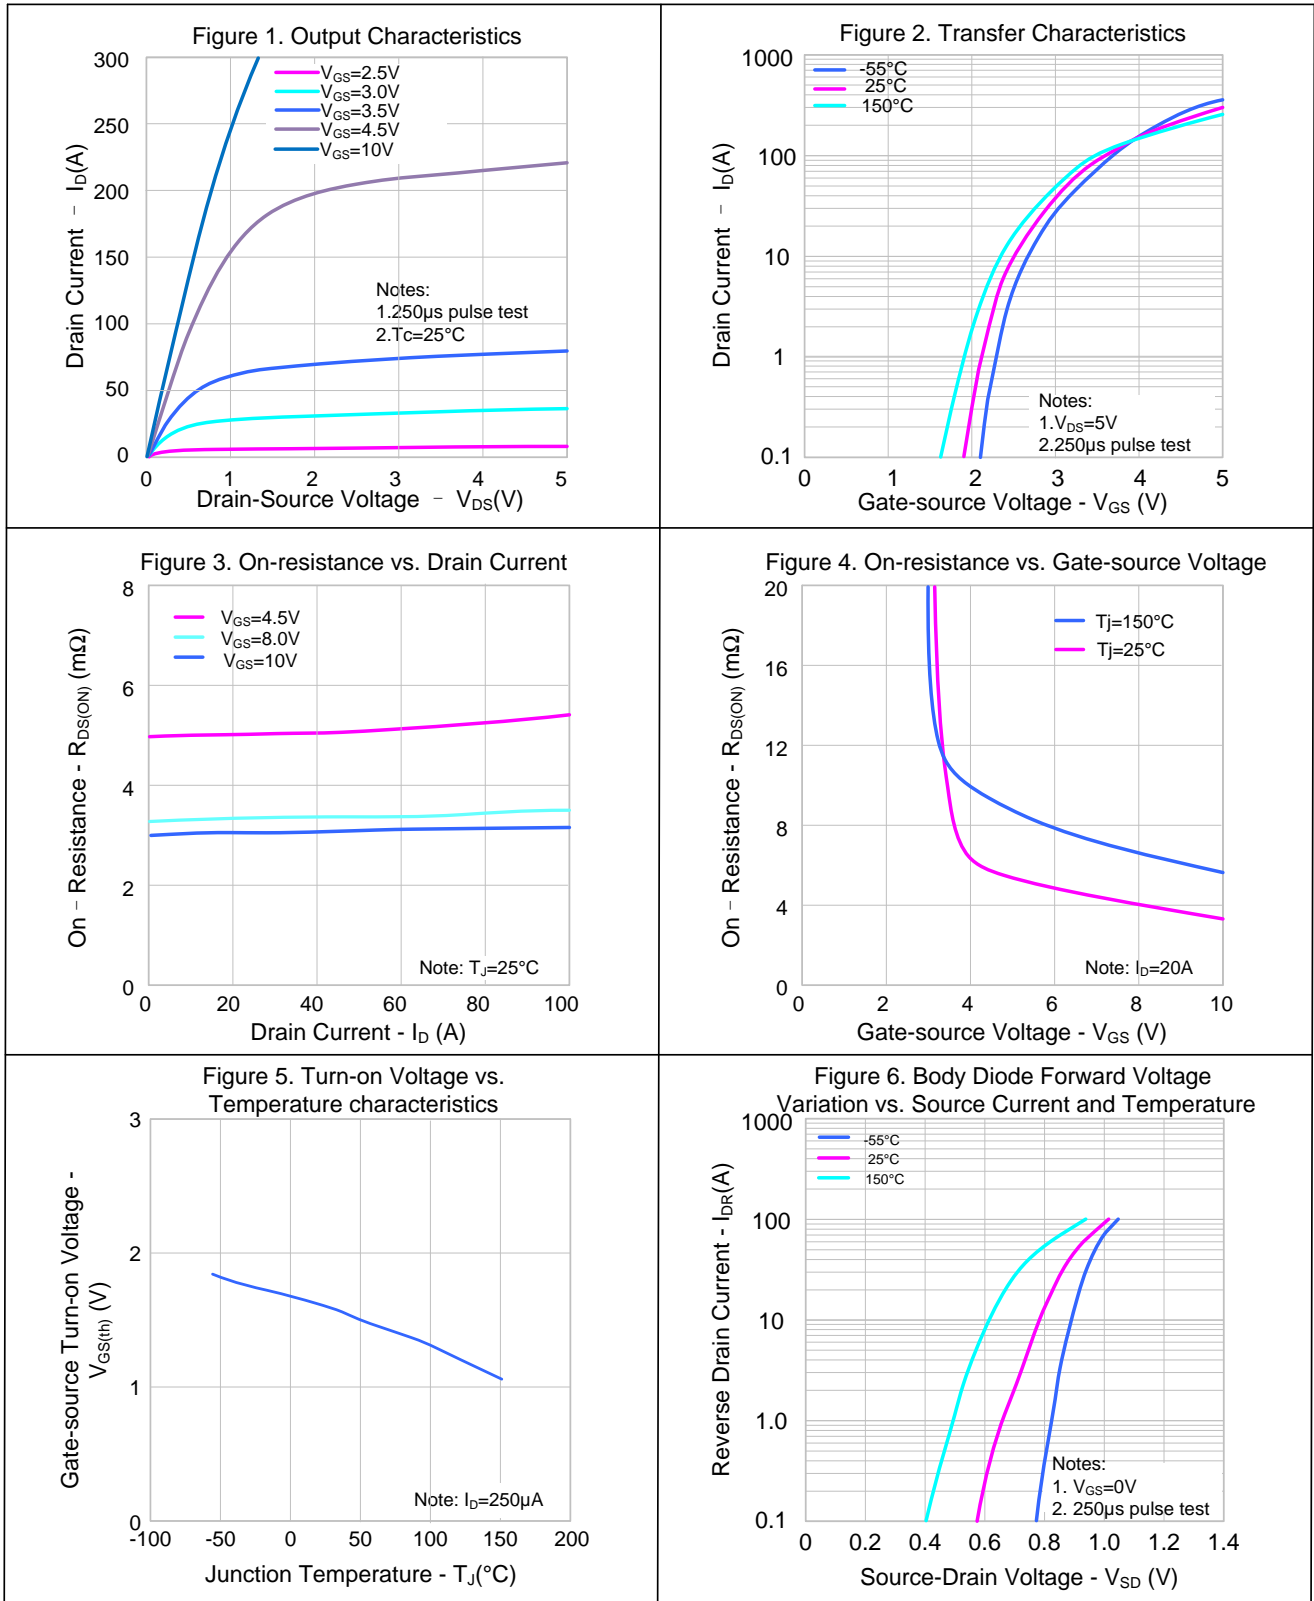 Figure 1. Output Characteristics
Drain Current － ID(A)
300
250
200
150
100
50
0
VGS=2.5V
VGS=3.0V
VGS=3.5V
VGS=4.5V
VGS=10V
Notes:
1.250µs pulse test
2.Tc=25°C
0 1 2 3 4 5
Drain-Source Voltage － VDS(V)
Figure 2. Transfer Characteristics
Drain Current － ID(A)
1000
100
10
1
0.1
-55°C
25°C
150°C
Notes:
1.VDS=5V
2.250µs pulse test
0 1 2 3 4 5
Gate-source Voltage - VGS (V)
Figure 3. On-resistance vs. Drain Current
On－Resistance - RDS(ON) (mΩ)
8
6
4
2
0
VGS=4.5V
VGS=8.0V
VGS=10V
Note: TJ=25°C
0 20 40 60 80 100
Drain Current - ID (A)
Figure 4. On-resistance vs. Gate-source Voltage
On－Resistance - RDS(ON) (mΩ)
20
16
12
8
4
0
Tj=150°C
Tj=25°C
Note: ID=20A
0 2 4 6 8 10
Gate-source Voltage - VGS (V)
Figure 5. Turn-on Voltage vs.
Temperature characteristics
Gate-source Turn-on Voltage -
VGS(th) (V)
3
2
1
0
Note: ID=250µA
-100 -50 0 50 100 150 200
Junction Temperature - TJ(°C)
Figure 6. Body Diode Forward Voltage
Variation vs. Source Current and Temperature
Reverse Drain Current - IDR(A)
1000
100
10
1.0
0.1
-55°C
25°C
150°C
Notes:
1. VGS=0V
2. 250µs pulse test
0 0.2 0.4 0.6 0.8 1.0 1.2 1.4
Source-Drain Voltage - VSD (V)